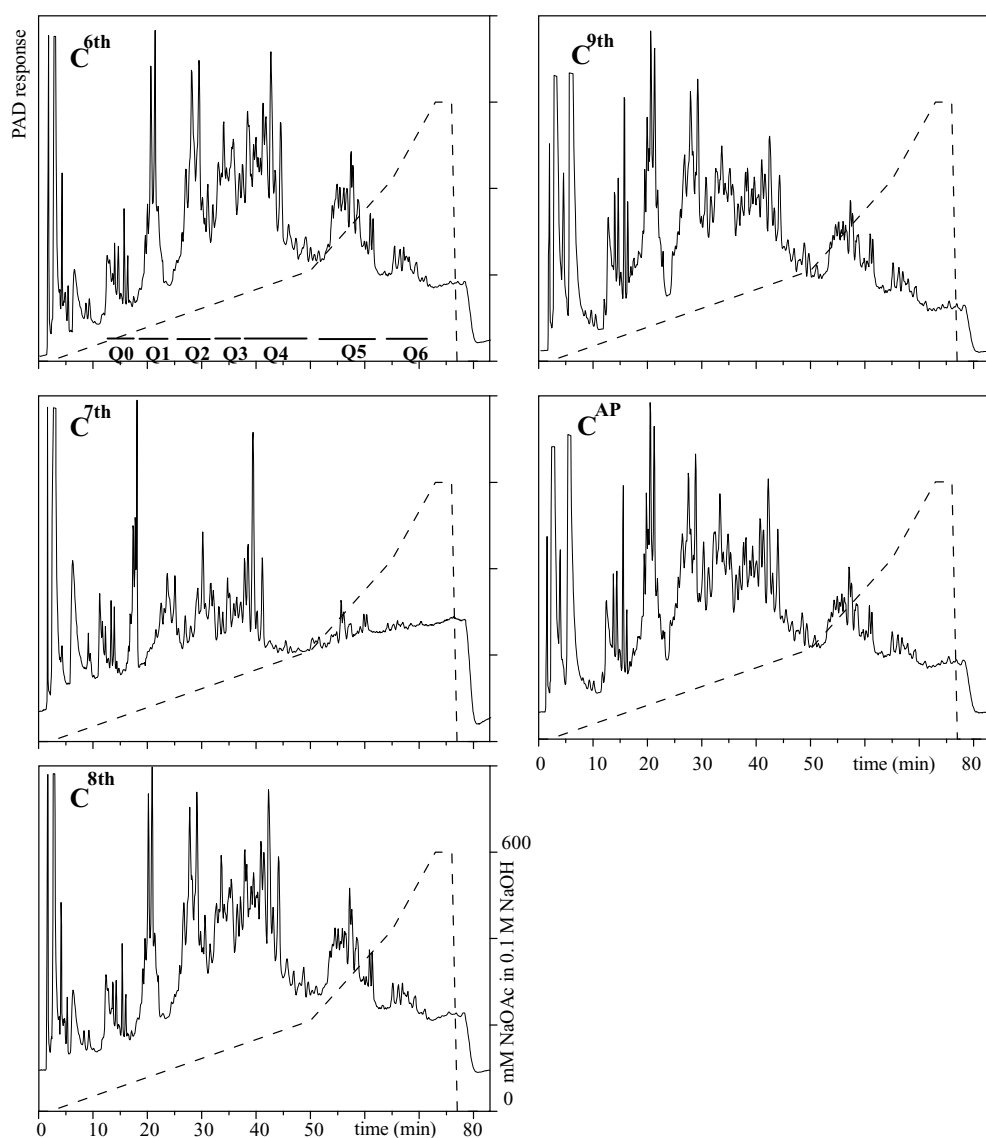 PAD response
C6th
Q0 Q1 Q2 Q3 Q4 Q5 Q6
C9th
C7th
CAP
0 10 20 30 40 50 time (min) 80
C8th
600
mM NaOAc in 0.1 M NaOH
0
0 10 20 30 40 50 time (min) 80